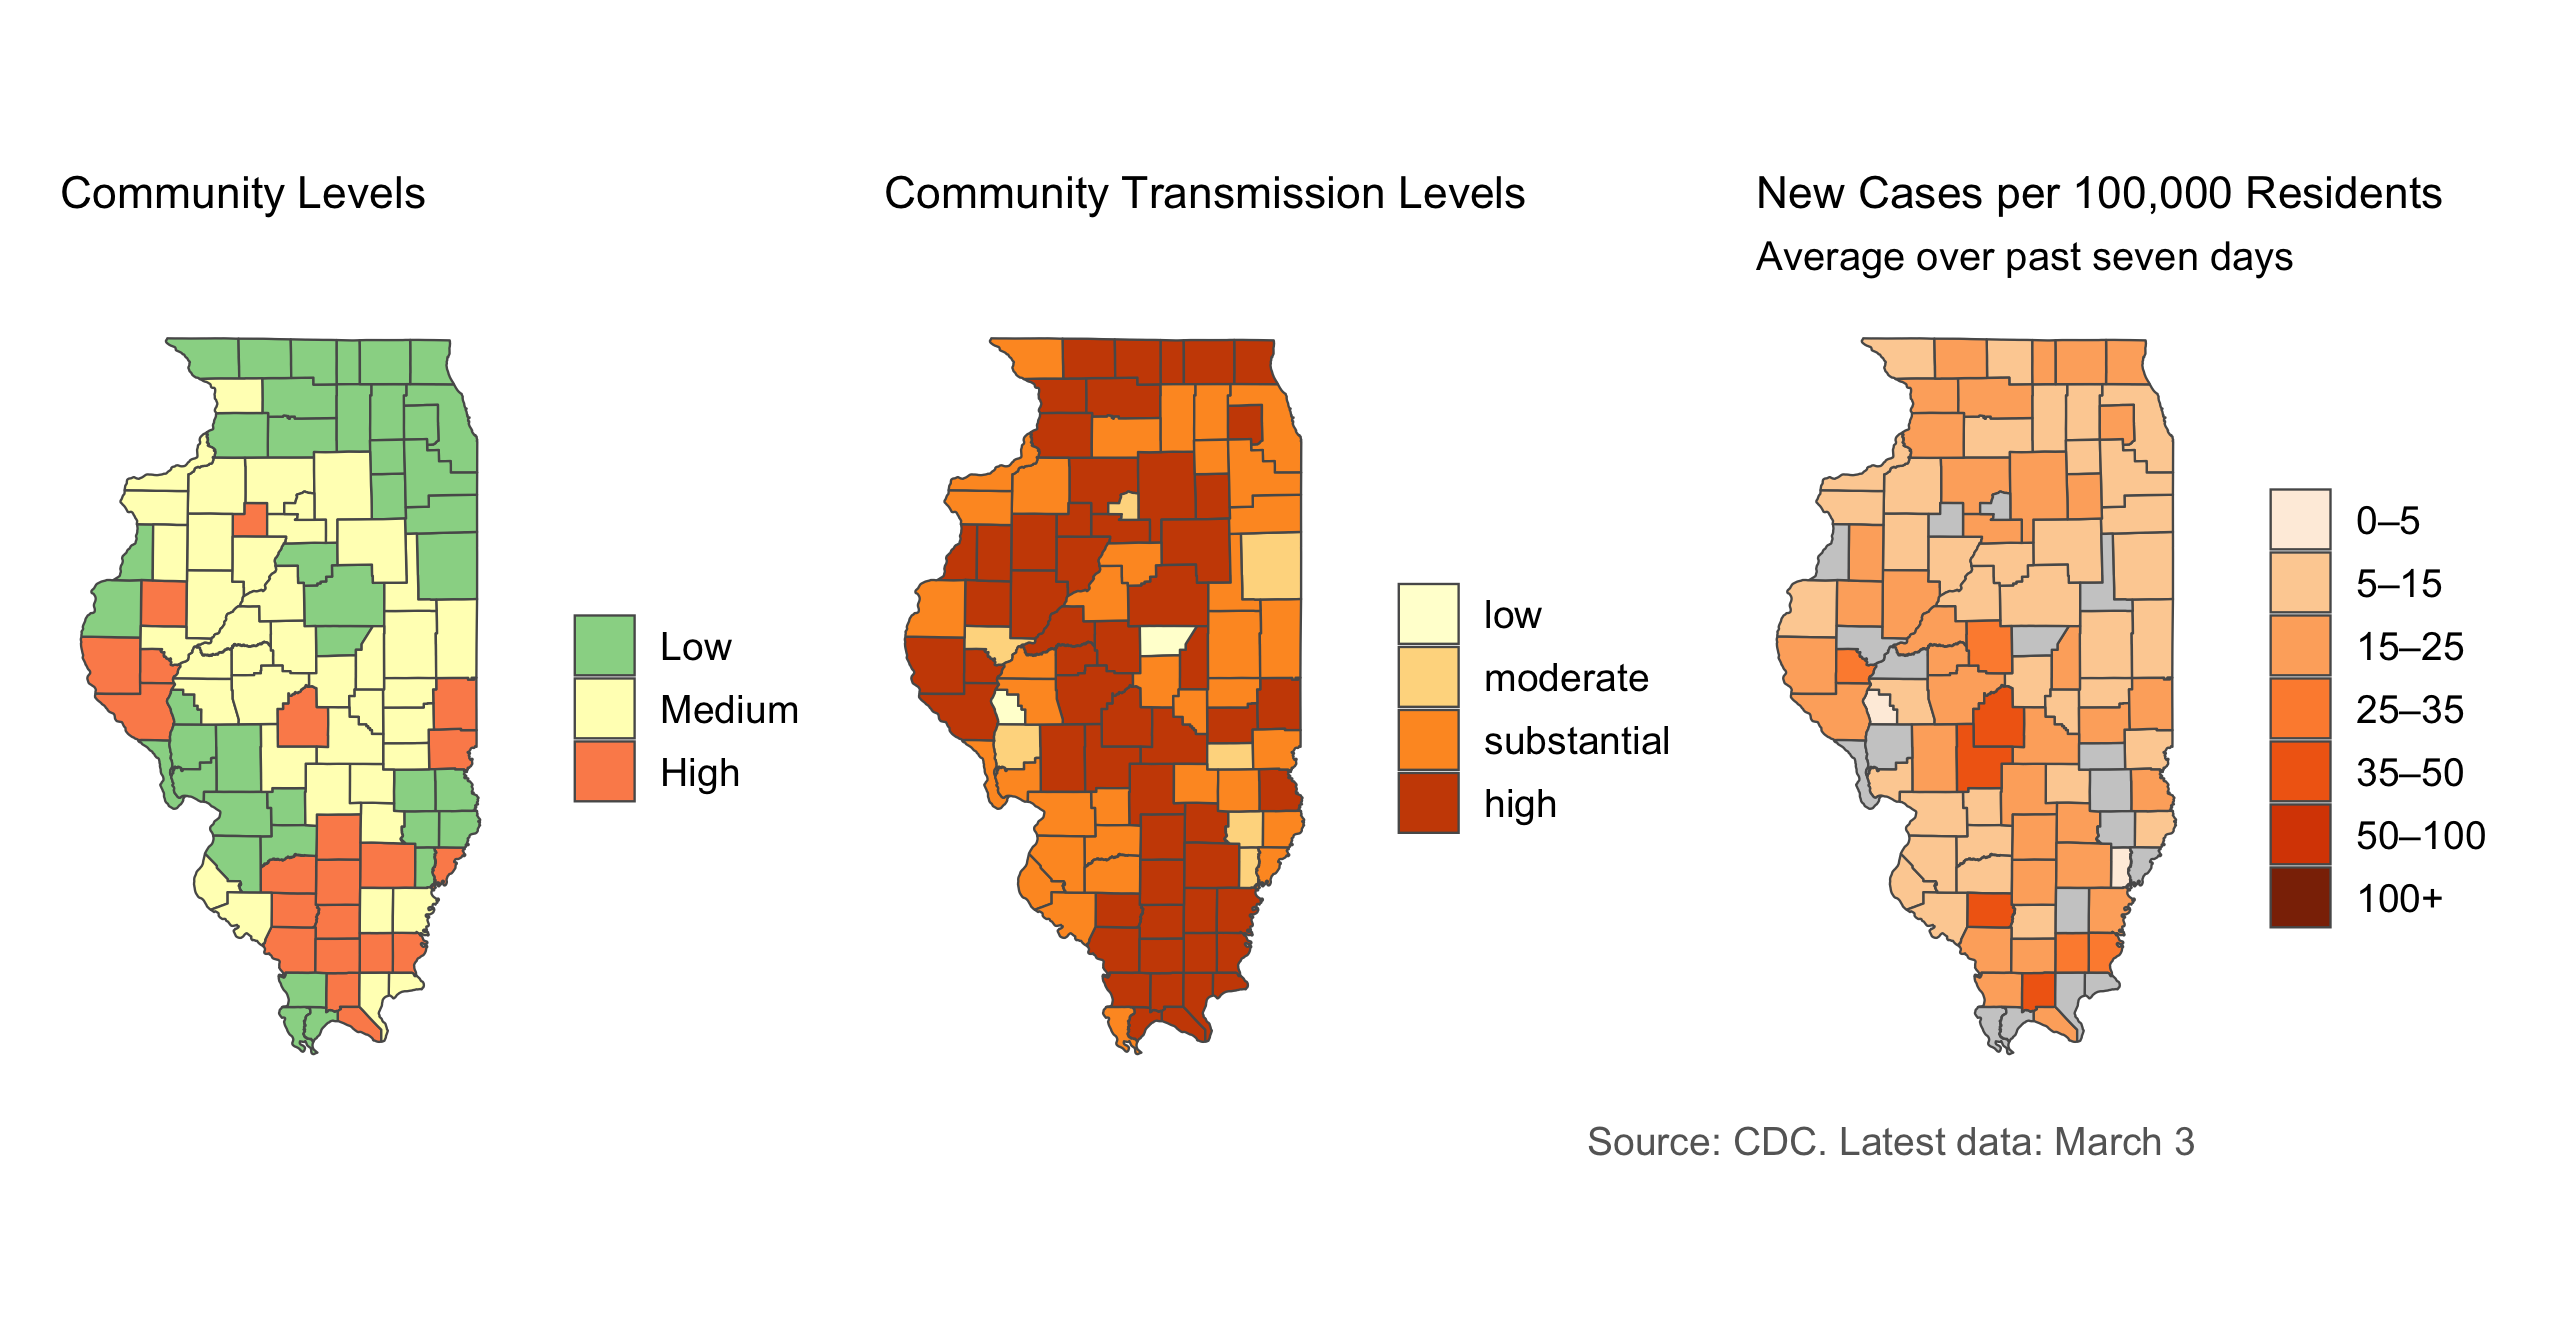 Community Levels
Low
Medium
High
Community Transmission Levels
low
moderate
substantial
high
New Cases per 100,000 Residents
Average over past seven days
0–5
5–15
15–25
25–35
35–50
50–100
100+
Source: CDC. Latest data: March 3